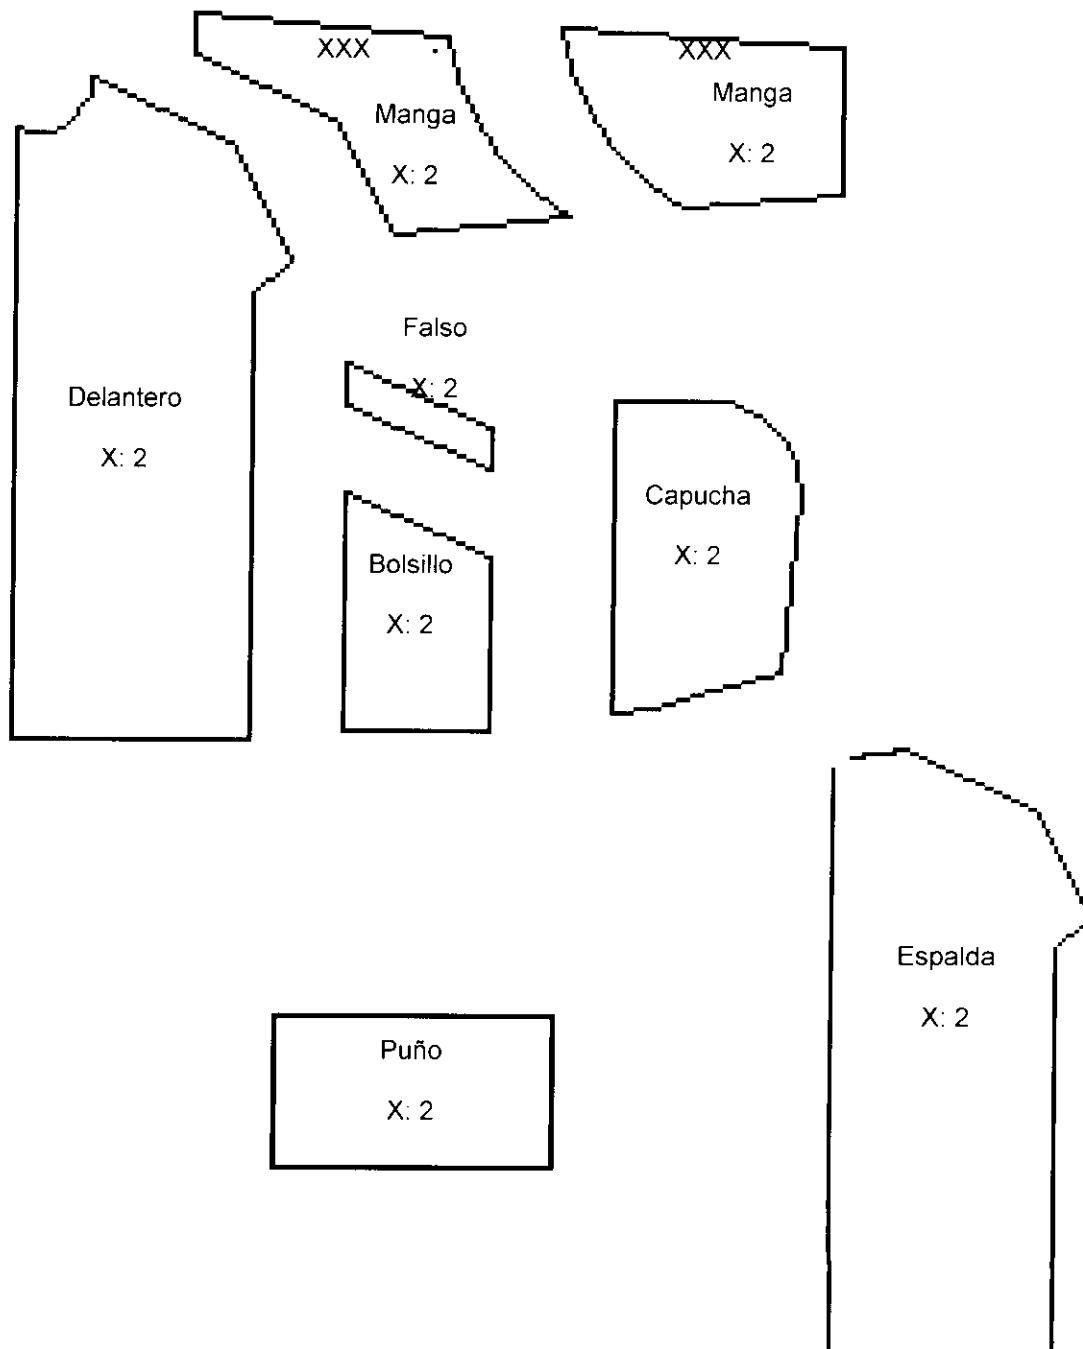 XXX
Manga
X: 2
XXX
Manga
X: 2
Falso
X: 2
Delantero
X: 2
Capucha
X: 2
Bolsillo
X: 2
Espalda
X: 2
Puño
X: 2